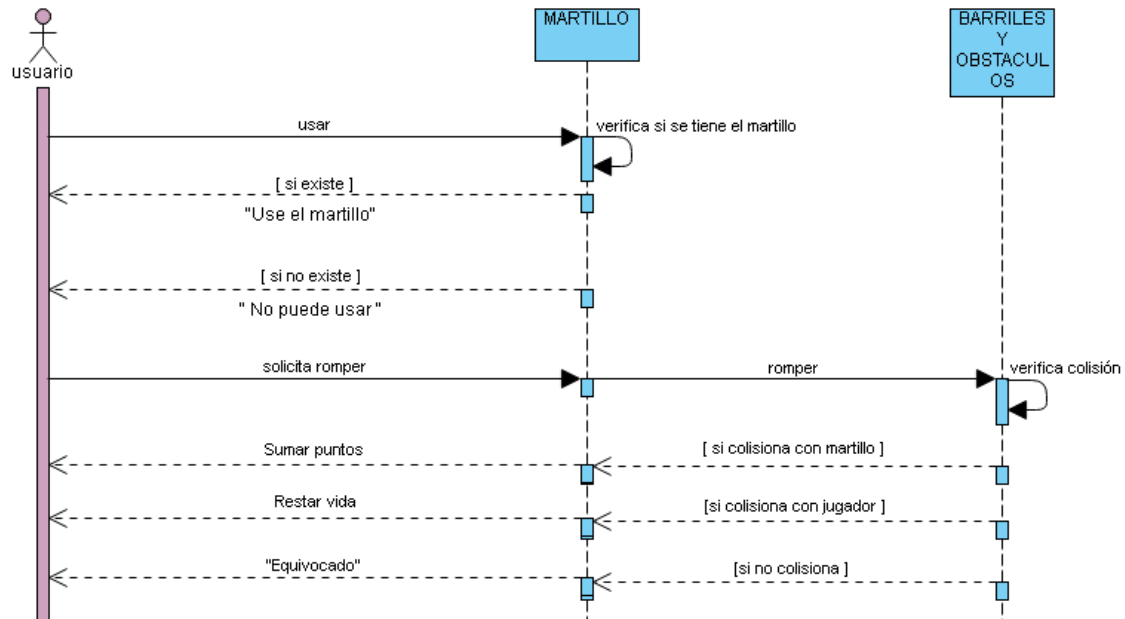 usuario
MARTILLO
BARRILES
Y
OBSTACUL
OS
usar
verifica si se tiene el martillo
[ si existe ]
"Use el martillo"
[ si no existe ]
" No puede usar "
solicita romper
romper
verifica colisión
Sumar puntos
[ si colisiona con martillo ]
Restar vida
[si colisiona con jugador ]
"Equivocado"
[si no colisiona ]